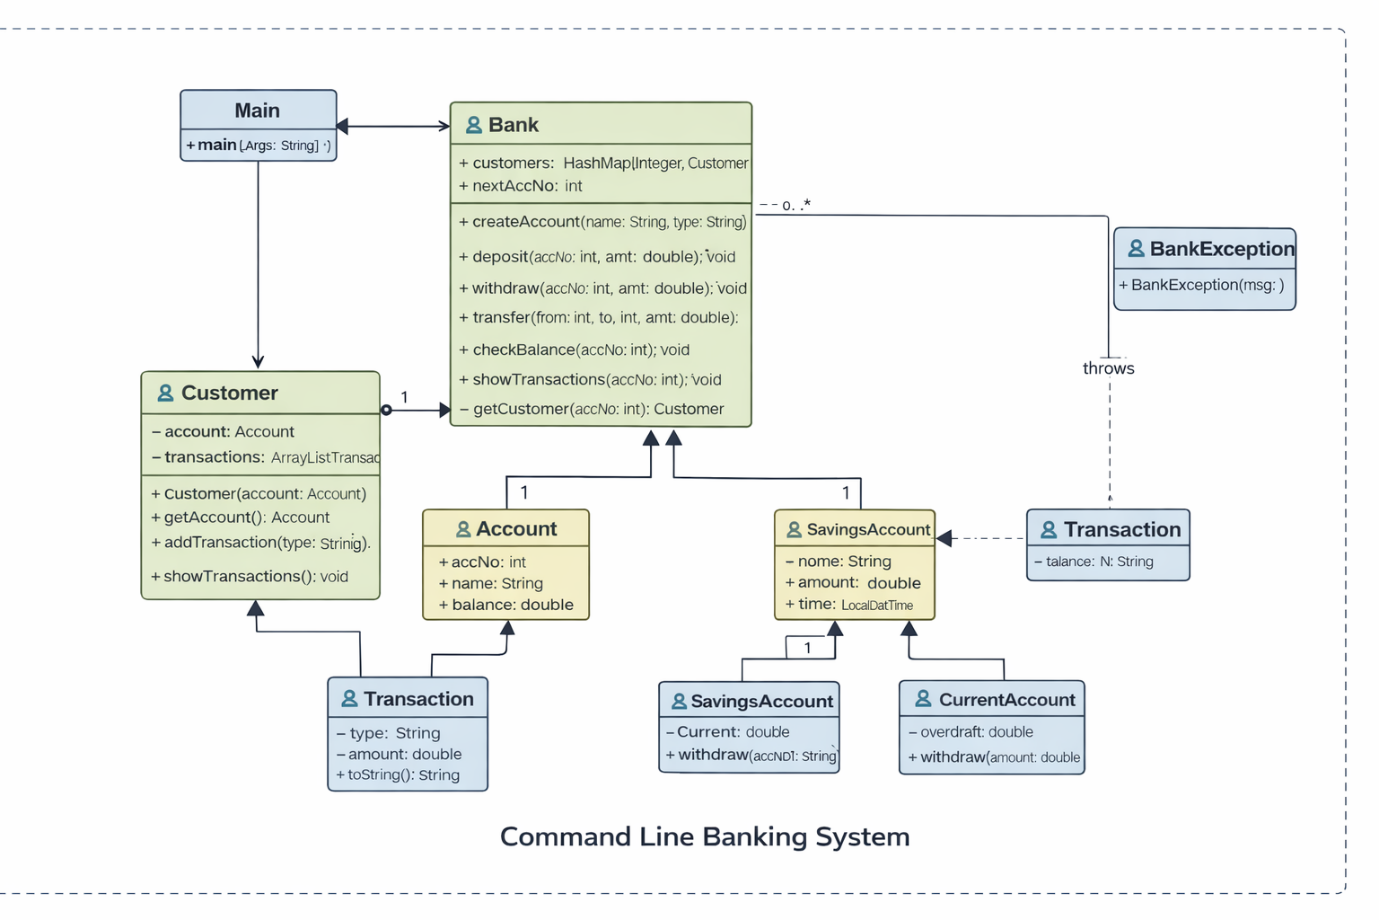 Main
+ main(Args: String] ·)
Bank
+ customers: HashMap[Integer, Customer
+ nextAccNo: int
+ createAccount(name: String, type: String)
+ deposit(accNo: int, amt: double); void
+ withdraw(accNo: int, amt: double); void
+ transfer(from: int, to, int, amt: double):
+ checkBalance(accNo: int); void
+ showTransactions(accNo: int); void
– getCustomer(accNo: int): Customer
-- o. .*
BankException
+ BankException(msg: )
throws
Customer
– account: Account
– transactions: ArrayListTransac
+ Customer(account: Account)
+ getAccount(): Account
+ addTransaction(type: String).
+ showTransactions(): void
1
1
1
Account
+ accNo: int
+ name: String
+ balance: double
SavingsAccount
– nome: String
+ amount: double
+ time: LocalDatTime
Transaction
– talance: N: String
1
Transaction
– type: String
– amount: double
+ toString(): String
SavingsAccount
– Current: double
+ withdraw(accND1: String)
CurrentAccount
– overdraft: double
+ withdraw(amount: double
Command Line Banking System